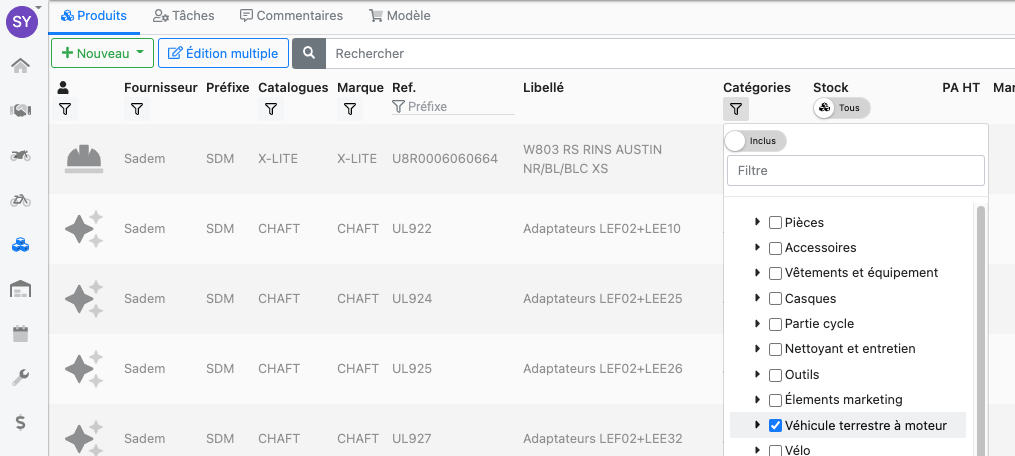 SY
Produits Tâches Commentaires Modèle
Nouveau Édition multiple Rechercher
Fournisseur Préfixe Catalogues Marque Ref. Libellé Catégories Stock PA HT Mar
Préfixe Tous
Inclus
Filtre
Sadem SDM X-LITE X-LITE U8R0006060664 W803 RS RINS AUSTIN
NR/BL/BLC XS
Sadem SDM CHAFT CHAFT UL922 Adaptateurs LEF02+LEE10
Sadem SDM CHAFT CHAFT UL924 Adaptateurs LEF02+LEE25
Sadem SDM CHAFT CHAFT UL925 Adaptateurs LEF02+LEE26
Sadem SDM CHAFT CHAFT UL927 Adaptateurs LEF02+LEE32
Pièces
Accessoires
Vêtements et équipement
Casques
Partie cycle
Nettoyant et entretien
Outils
Élements marketing
Véhicule terrestre à moteur
Vélo